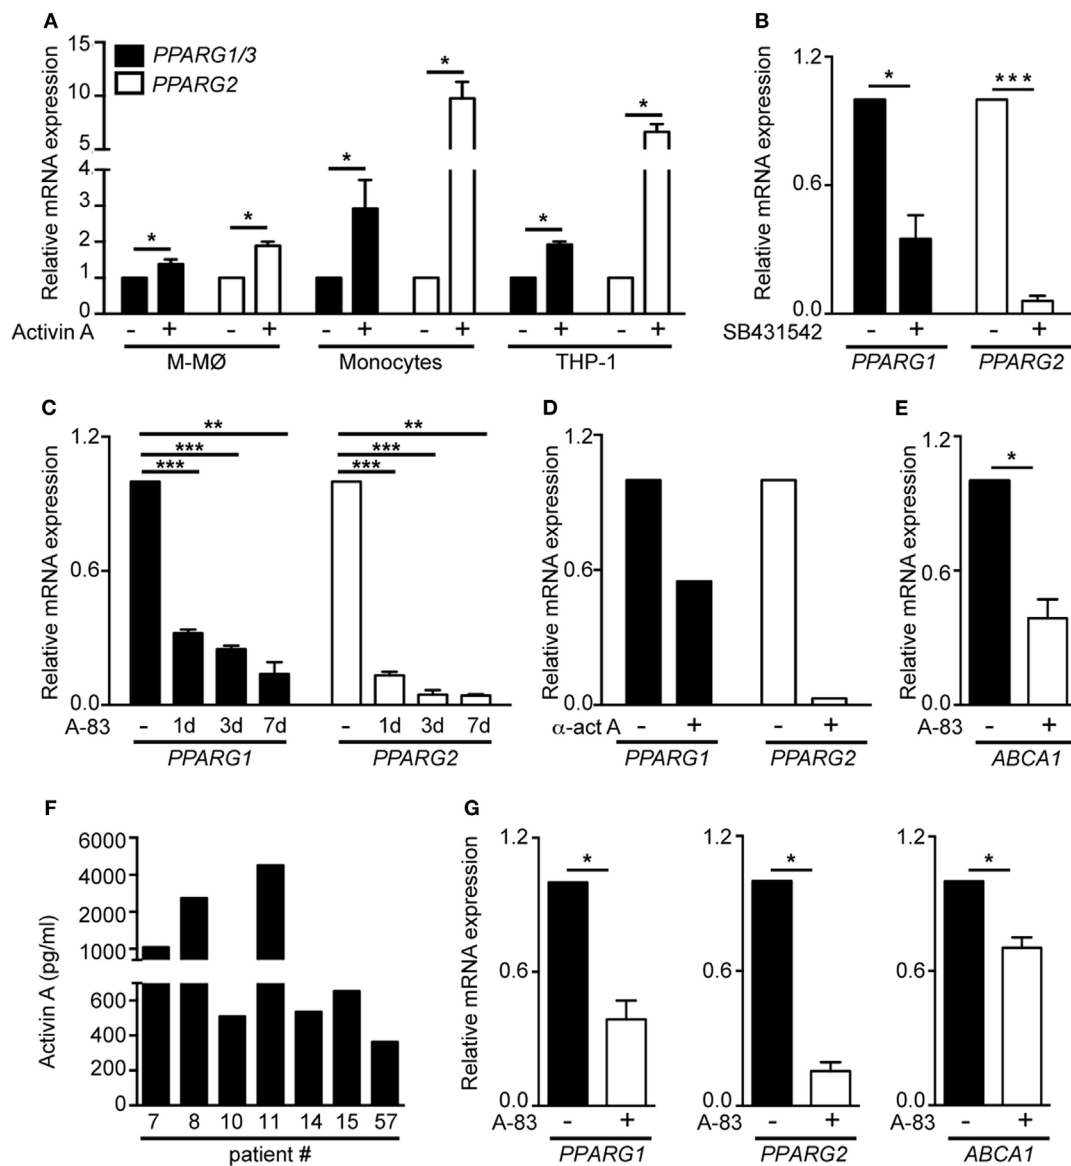 A
Relative mRNA expression
15
10
5
4
3
2
1
0
PPARG1/3
PPARG2
* * * * * *
Activin A - + - + - + - + - + - +
M-MØ Monocytes THP-1
B
Relative mRNA expression
1.2
0.6
0.0
* ***
SB431542 - + - +
PPARG1 PPARG2
C
Relative mRNA expression
1.2
0.6
0.0
** **
*** ***
*** ***
A-83 - 1d 3d 7d - 1d 3d 7d
PPARG1 PPARG2
D
Relative mRNA expression
1.2
0.6
0.0
α-act A - + - +
PPARG1 PPARG2
E
Relative mRNA expression
1.2
0.6
0.0
*
A-83 - +
ABCA1
F
Activin A (pg/ml)
6000
4000
2000
1000
600
400
200
0
7 8 10 11 14 15 57
patient #
G
Relative mRNA expression
1.2
0.6
0.0
*
A-83 - +
PPARG1
1.2
0.6
0.0
*
A-83 - +
PPARG2
1.2
0.6
0.0
*
A-83 - +
ABCA1